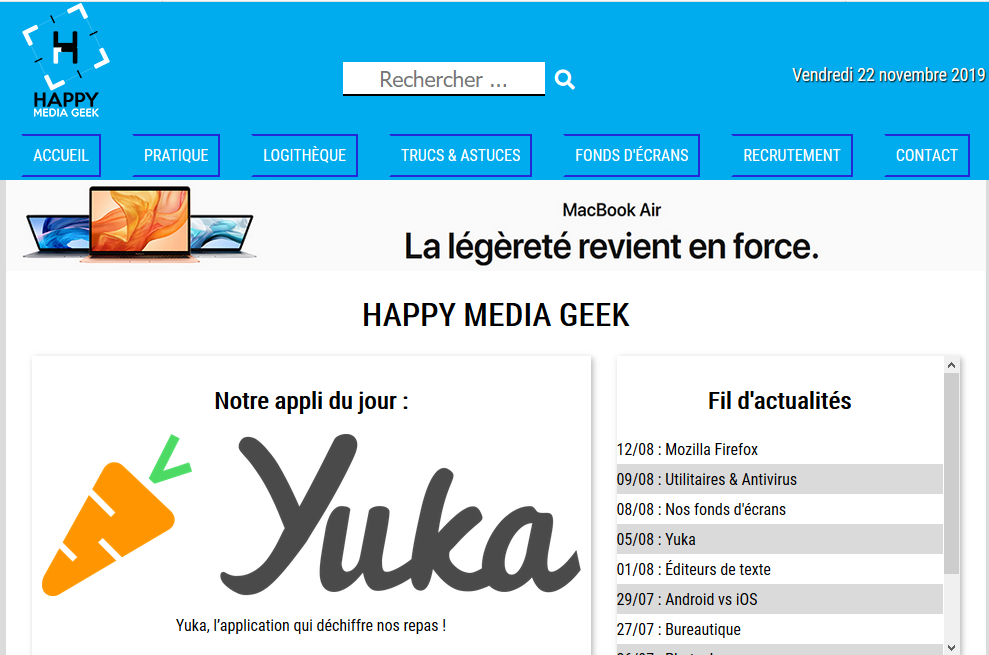 HAPPY
MEDIA GEEK
Rechercher ...
Vendredi 22 novembre 2019
ACCUEIL
PRATIQUE
LOGITHÈQUE
TRUCS & ASTUCES
FONDS D'ÉCRANS
RECRUTEMENT
CONTACT
MacBook Air
La légèreté revient en force.
HAPPY MEDIA GEEK
Notre appli du jour :
Yuka
Yuka, l'application qui déchiffre nos repas !
Fil d'actualités
12/08 : Mozilla Firefox
09/08 : Utilitaires & Antivirus
08/08 : Nos fonds d'écrans
05/08 : Yuka
01/08 : Éditeurs de texte
29/07 : Android vs iOS
27/07 : Bureautique